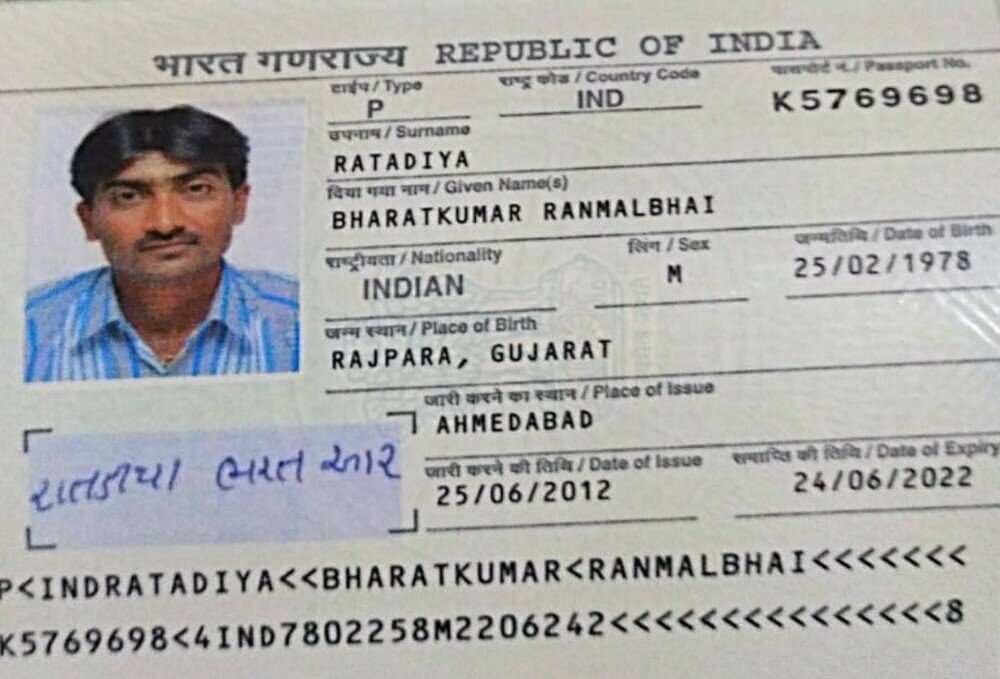 भारत गणराज्य REPUBLIC OF INDIA
टाईप / Type
P
राष्ट्र कोड / Country Code
IND
पासपोर्ट न. / Passport No.
K5769698
उपनाम / Surname
RATADIYA
दिया गया नाम / Given Name(s)
BHARATKUMAR RANMALBHAI
राष्ट्रीयता / Nationality
INDIAN
लिंग / Sex
M
जन्मतिथि / Date of Birth
25/02/1978
जन्म स्थान / Place of Birth
RAJPARA, GUJARAT
जारी करने का स्थान / Place of Issue
AHMEDABAD
રાતડીયા ભરત આર
जारी करने की तिथि / Date of Issue
25/06/2012
समाप्ति की तिथि / Date of Expiry
24/06/2022
P<INDRATADIYA<<BHARATKUMAR<RANMALBHAI<<<<<<<
K5769698<4IND7802258M2206242<<<<<<<<<<<<<<<8